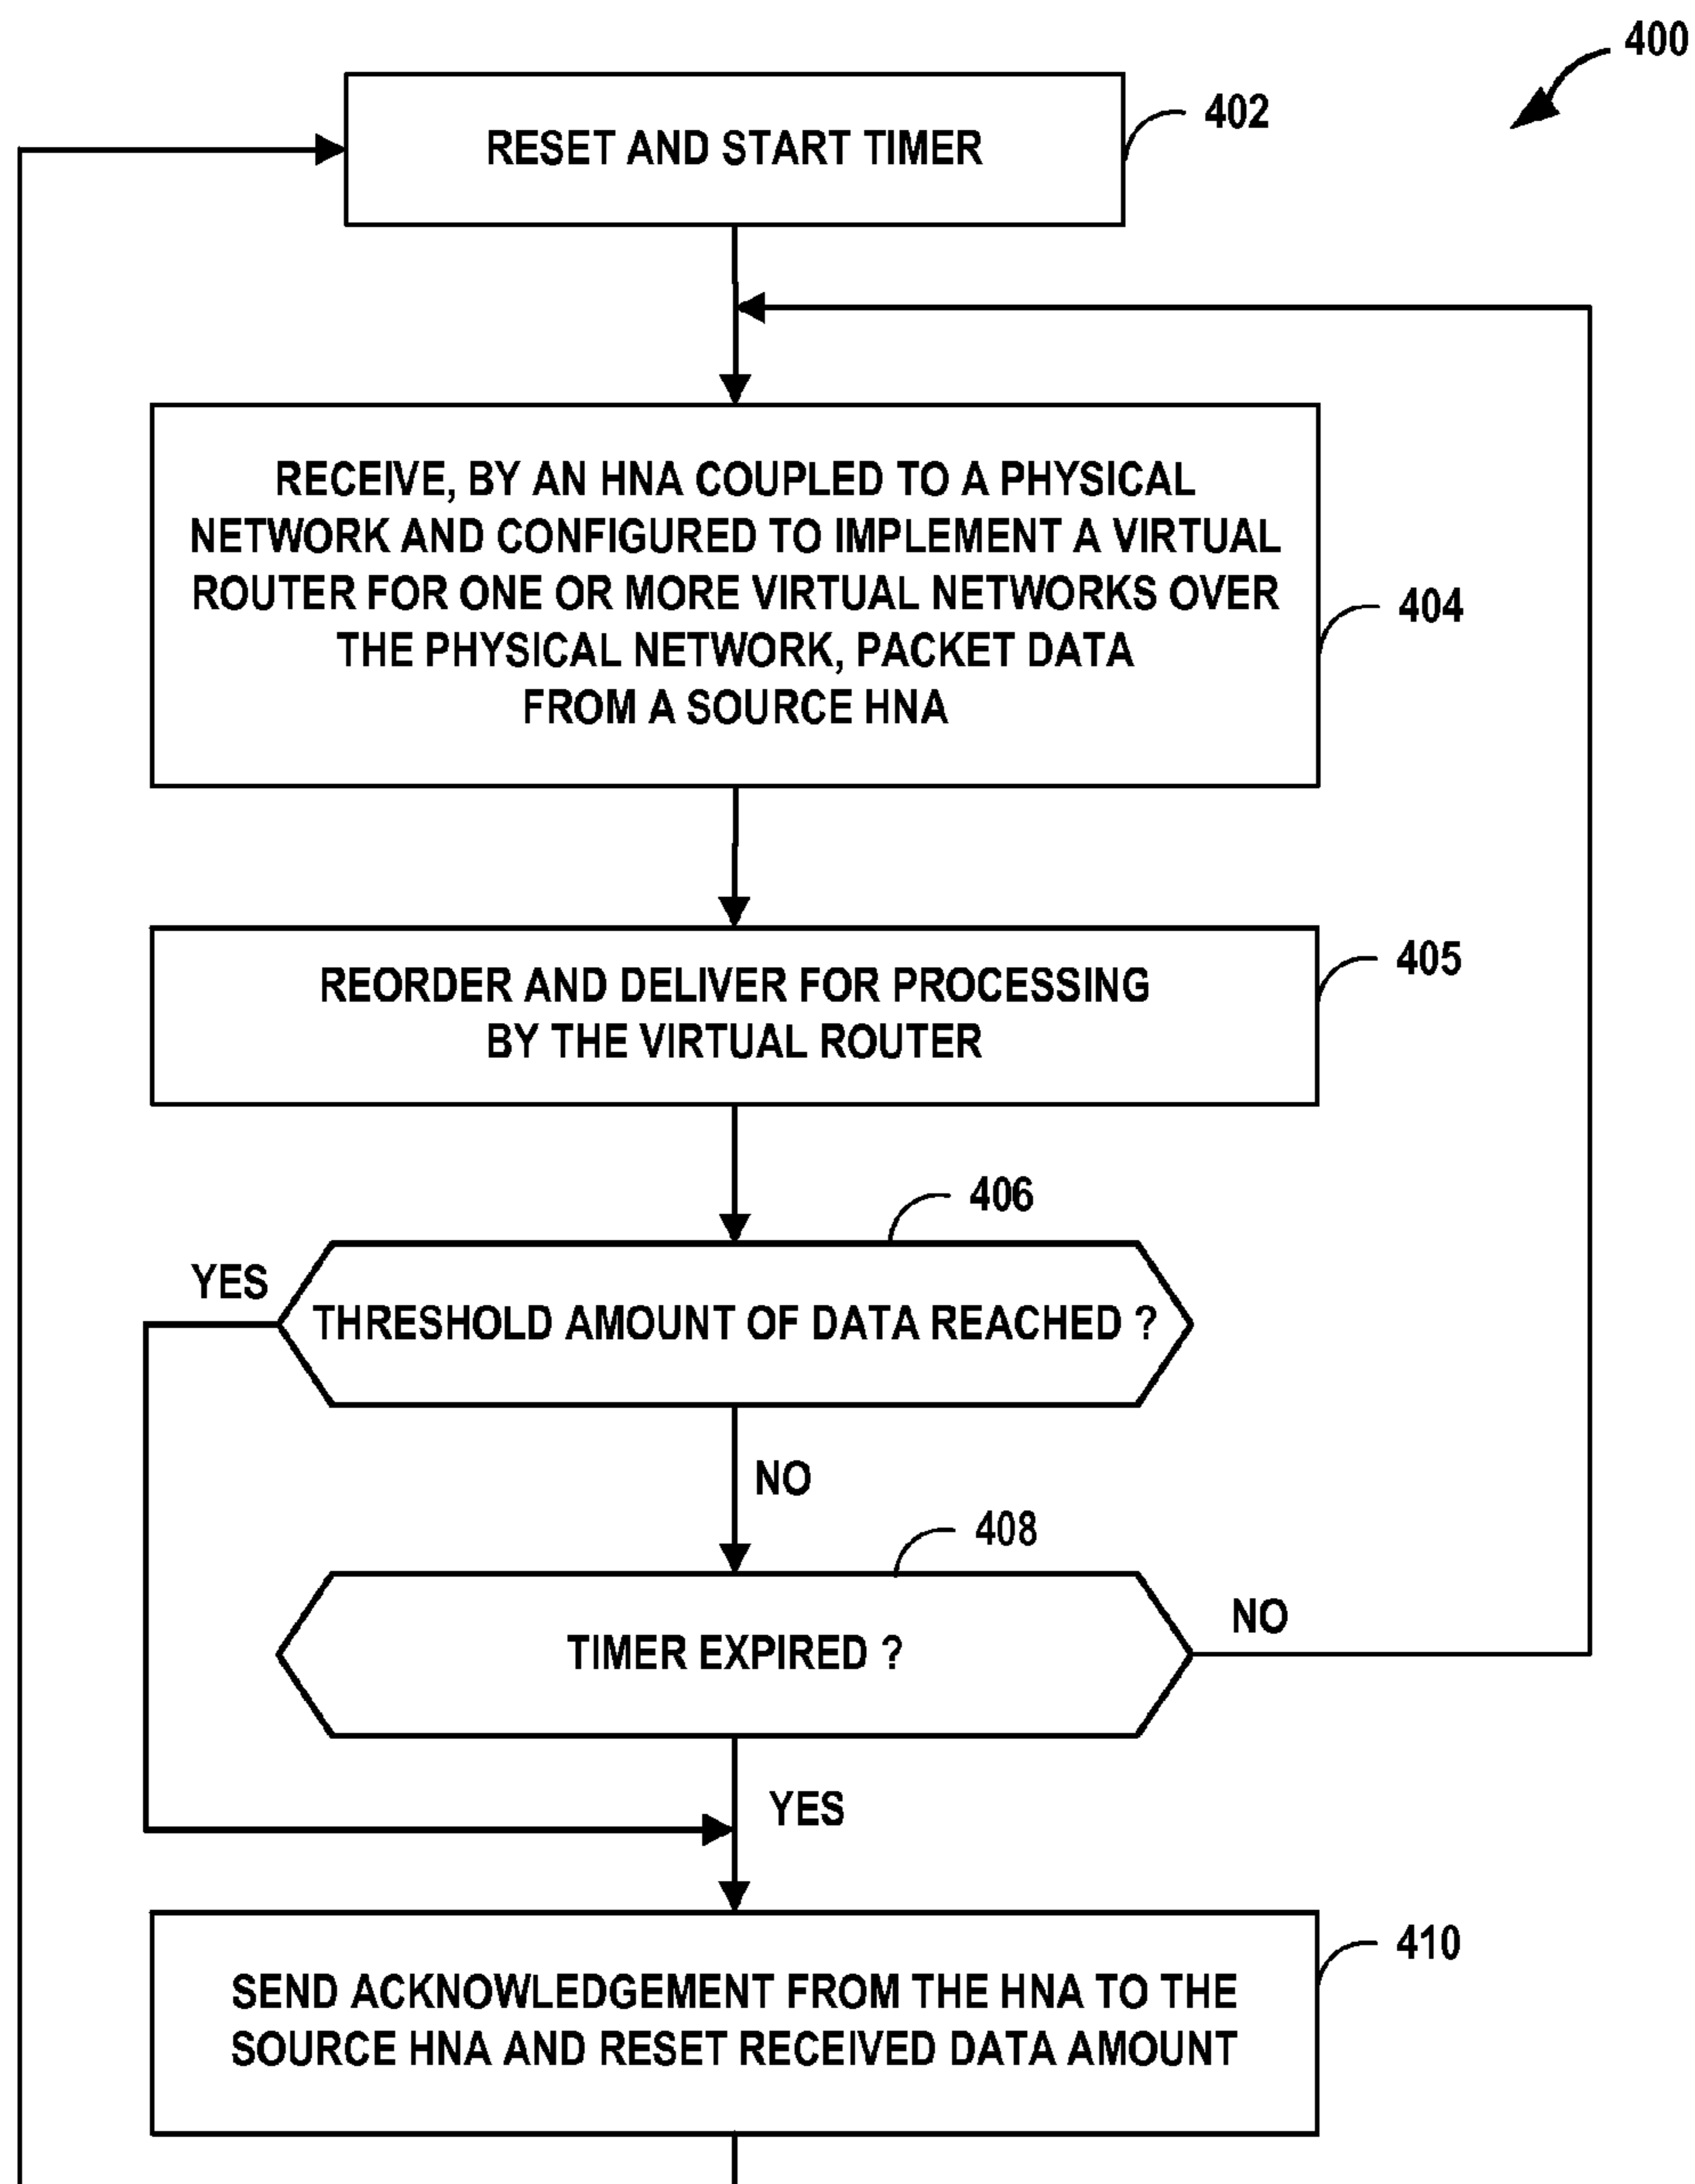 400
402
RESET AND START TIMER
RECEIVE, BY AN HNA COUPLED TO A PHYSICAL
NETWORK AND CONFIGURED TO IMPLEMENT A VIRTUAL
ROUTER FOR ONE OR MORE VIRTUAL NETWORKS OVER
THE PHYSICAL NETWORK, PACKET DATA
FROM A SOURCE HNA
404
REORDER AND DELIVER FOR PROCESSING
BY THE VIRTUAL ROUTER
405
406
YES
THRESHOLD AMOUNT OF DATA REACHED ?
NO
408
TIMER EXPIRED ?
NO
YES
410
SEND ACKNOWLEDGEMENT FROM THE HNA TO THE
SOURCE HNA AND RESET RECEIVED DATA AMOUNT